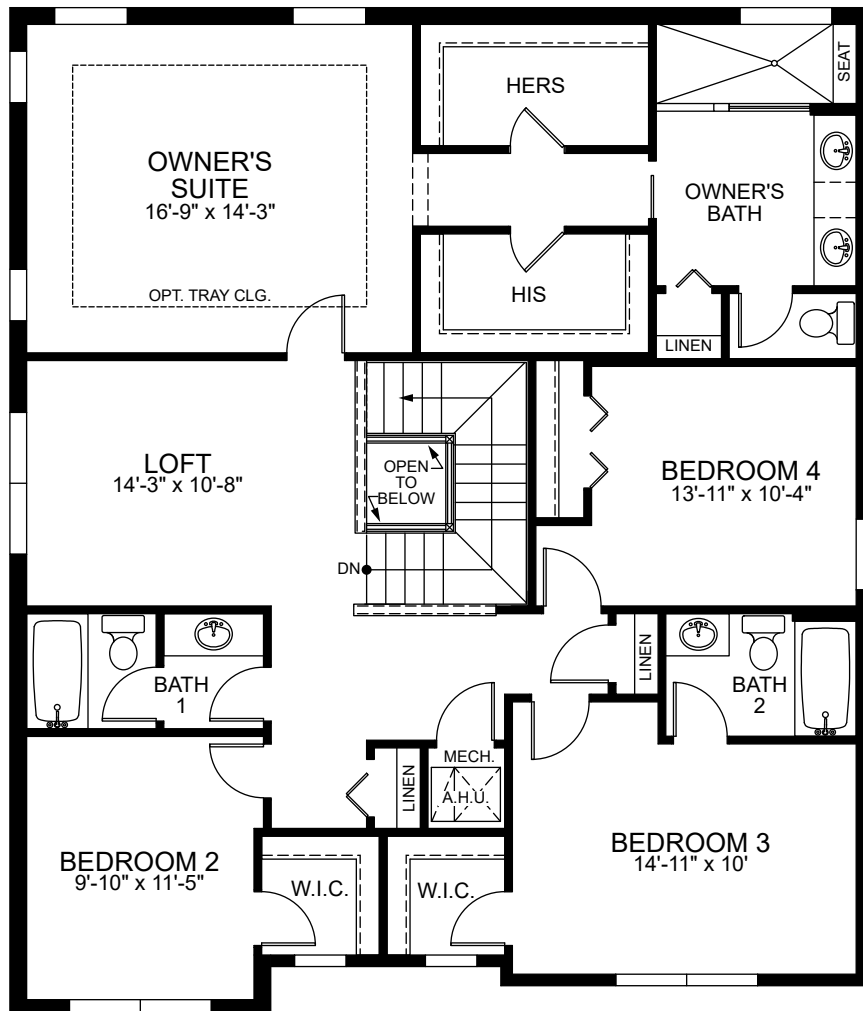 HERS
SEAT
OWNER'S
SUITE
16'-9" x 14'-3"
OWNER'S
BATH
OPT. TRAY CLG.
HIS
LINEN
LOFT
14'-3" x 10'-8"
OPEN
TO
BELOW
BEDROOM 4
13'-11" x 10'-4"
DN
BATH
1
LINEN
BATH
2
MECH.
A.H.U.
LINEN
BEDROOM 2
9'-10" x 11'-5"
W.I.C.
W.I.C.
BEDROOM 3
14'-11" x 10'